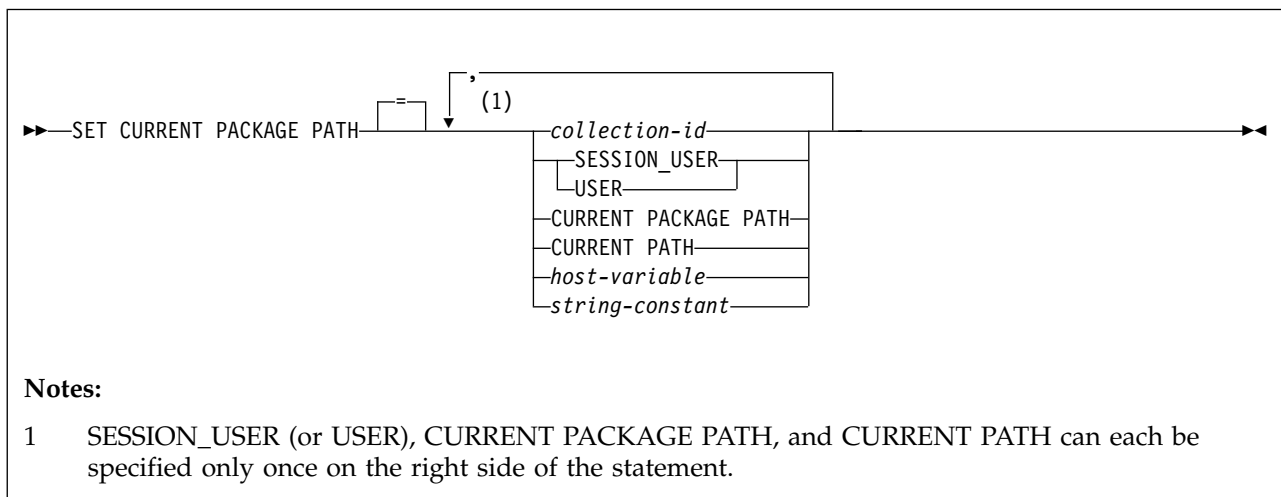 ,
=
(1)
SET CURRENT PACKAGE PATH
collection-id
SESSION_USER
USER
CURRENT PACKAGE PATH
CURRENT PATH
host-variable
string-constant
Notes:
1 SESSION_USER (or USER), CURRENT PACKAGE PATH, and CURRENT PATH can each be
specified only once on the right side of the statement.